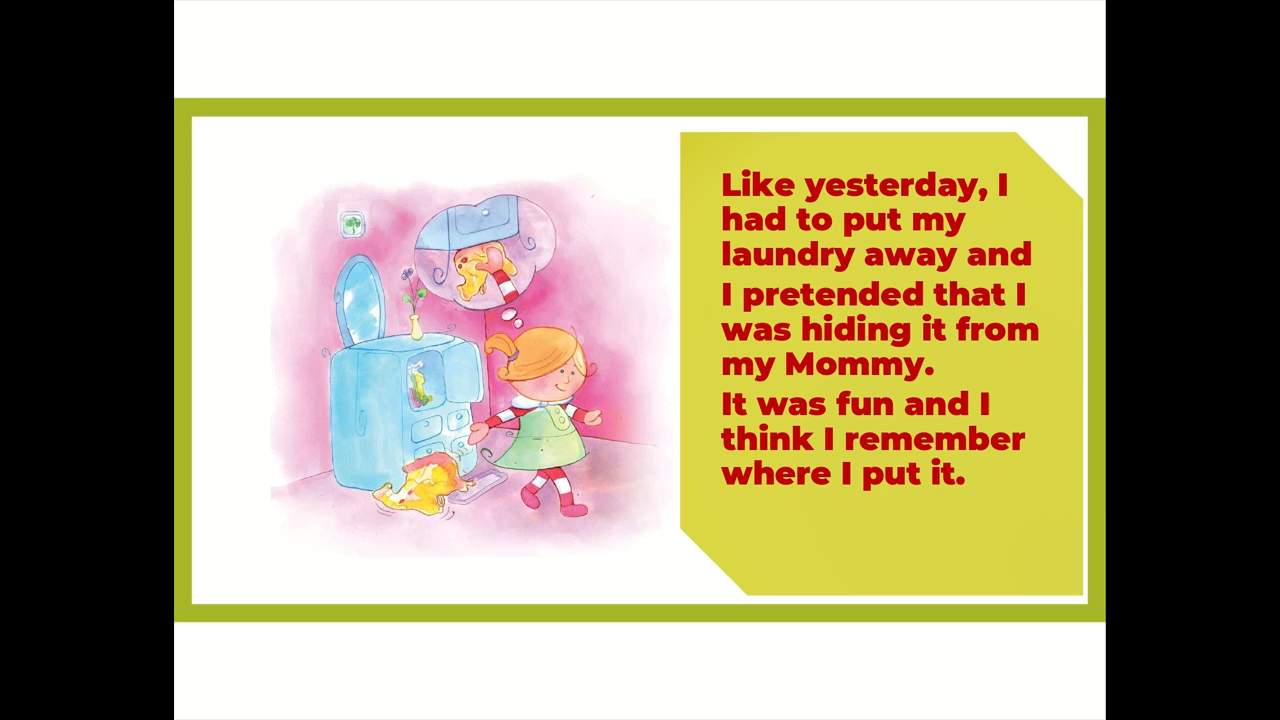 Like yesterday, I
had to put my
laundry away and
I pretended that I
was hiding it from
my Mommy.
It was fun and I
think I remember
where I put it.